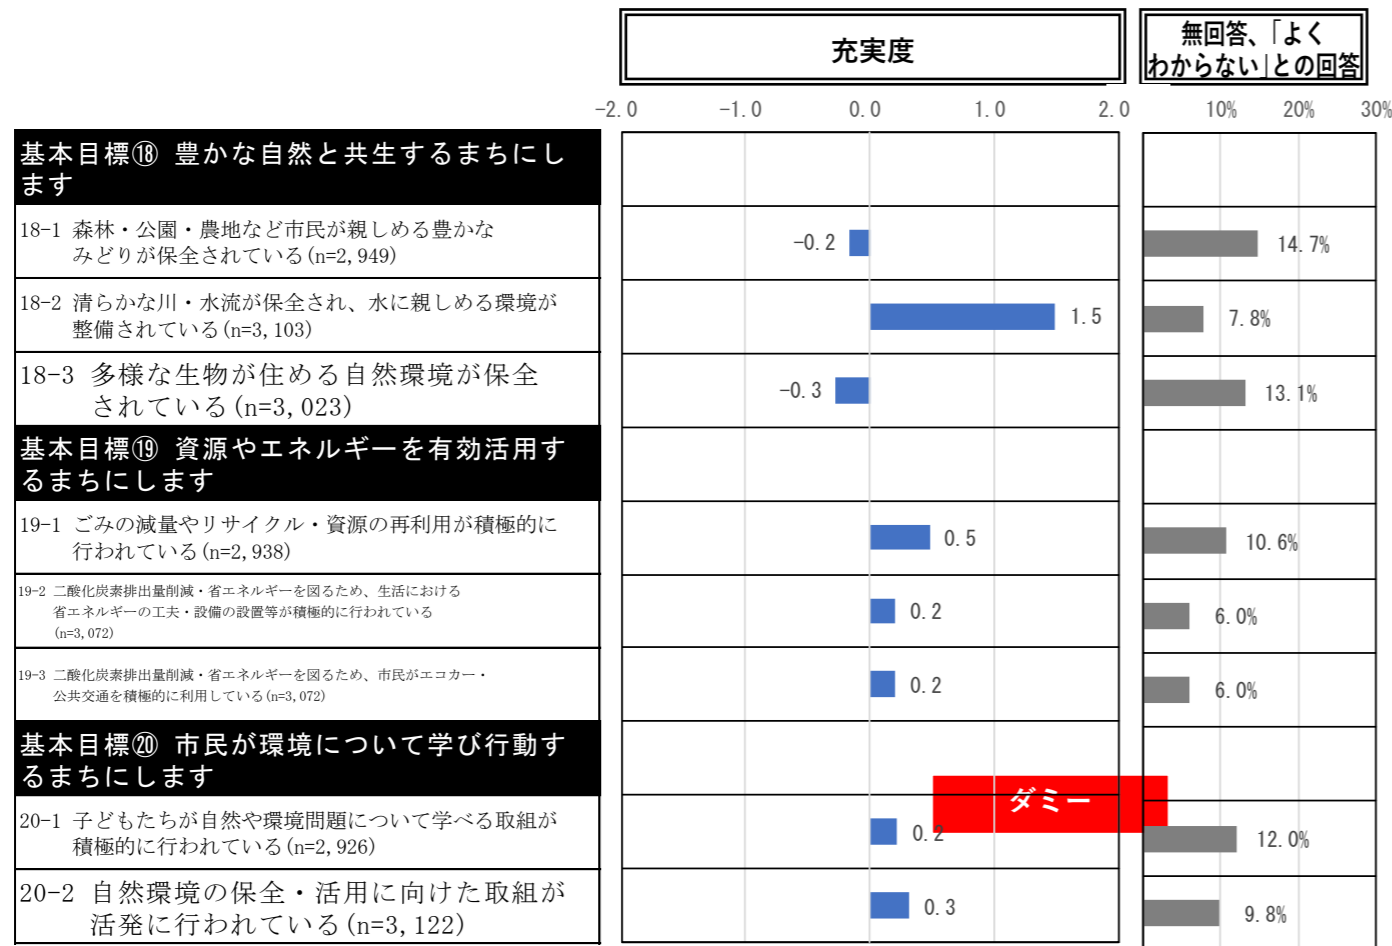 充実度
無回答、「よく
わからない」との回答
-2.0 -1.0 0.0 1.0 2.0
10% 20% 30%
基本目標⑱ 豊かな自然と共生するまちにし
ます
18-1 森林・公園・農地など市民が親しめる豊かな
みどりが保全されている(n=2,949)
-0.2
14.7%
18-2 清らかな川・水流が保全され、水に親しめる環境が
整備されている(n=3,103)
1.5
7.8%
18-3 多様な生物が住める自然環境が保全
されている(n=3,023)
-0.3
13.1%
基本目標⑲ 資源やエネルギーを有効活用す
るまちにします
19-1 ごみの減量やリサイクル・資源の再利用が積極的に
行われている(n=2,938)
0.5
10.6%
19-2 二酸化炭素排出量削減・省エネルギーを図るため、生活における
省エネルギーの工夫・設備の設置等が積極的に行われている
(n=3,072)
0.2
6.0%
19-3 二酸化炭素排出量削減・省エネルギーを図るため、市民がエコカー・
公共交通を積極的に利用している(n=3,072)
0.2
6.0%
基本目標⑳ 市民が環境について学び行動す
るまちにします
ダミー
20-1 子どもたちが自然や環境問題について学べる取組が
積極的に行われている(n=2,926)
0.2
12.0%
20-2 自然環境の保全・活用に向けた取組が
活発に行われている(n=3,122)
0.3
9.8%